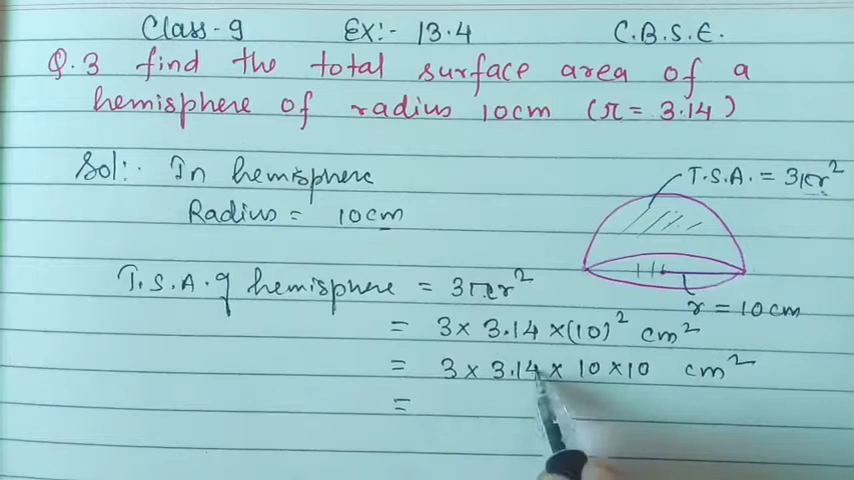 Class-9 Ex:- 13.4 C.B.S.E.
Q.3 find the total surface area of a
hemisphere of radius 10cm (π= 3.14)
Sol:- In hemisphere
T.S.A. = 3πr²
Radius = 10cm
T.S.A. of hemisphere = 3πr²
r = 10cm
= 3 × 3.14 × (10)² cm²
= 3 × 3.14 × 10 × 10 cm²
=